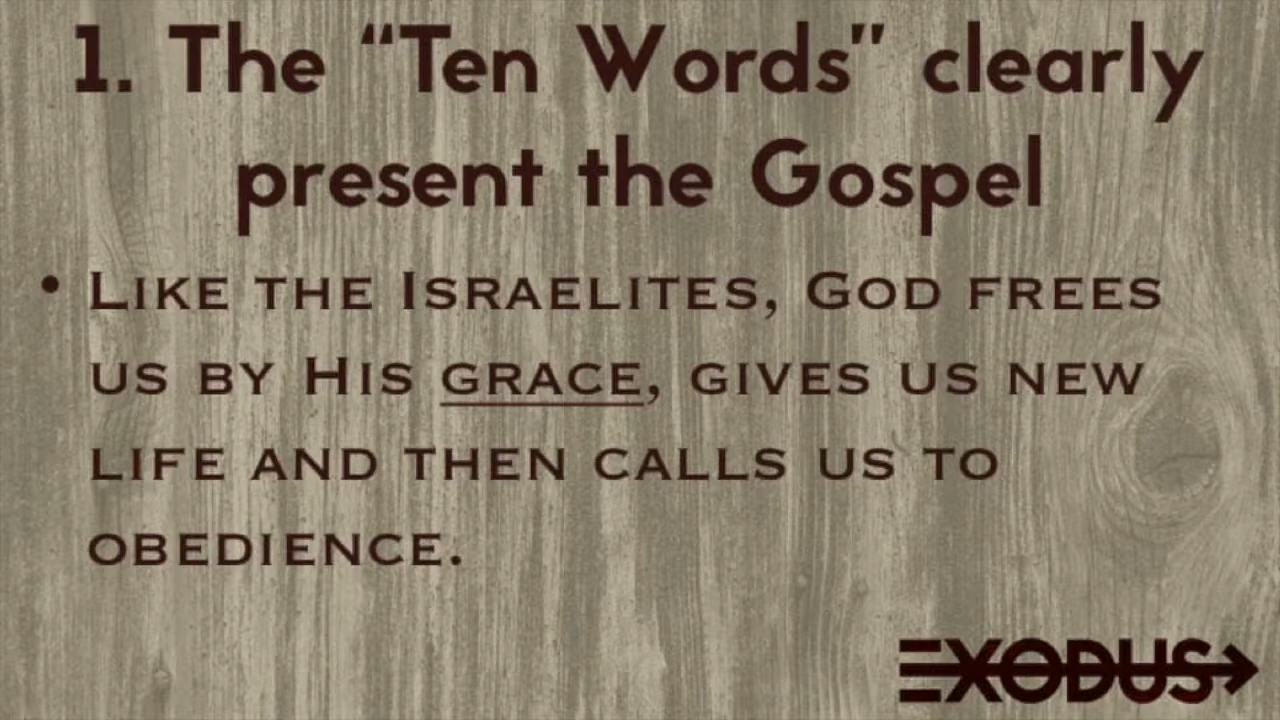 1. The “Ten Words” clearly
present the Gospel
• Like the Israelites, God frees
us by His grace, gives us new
life and then calls us to
obedience.
EXODUS